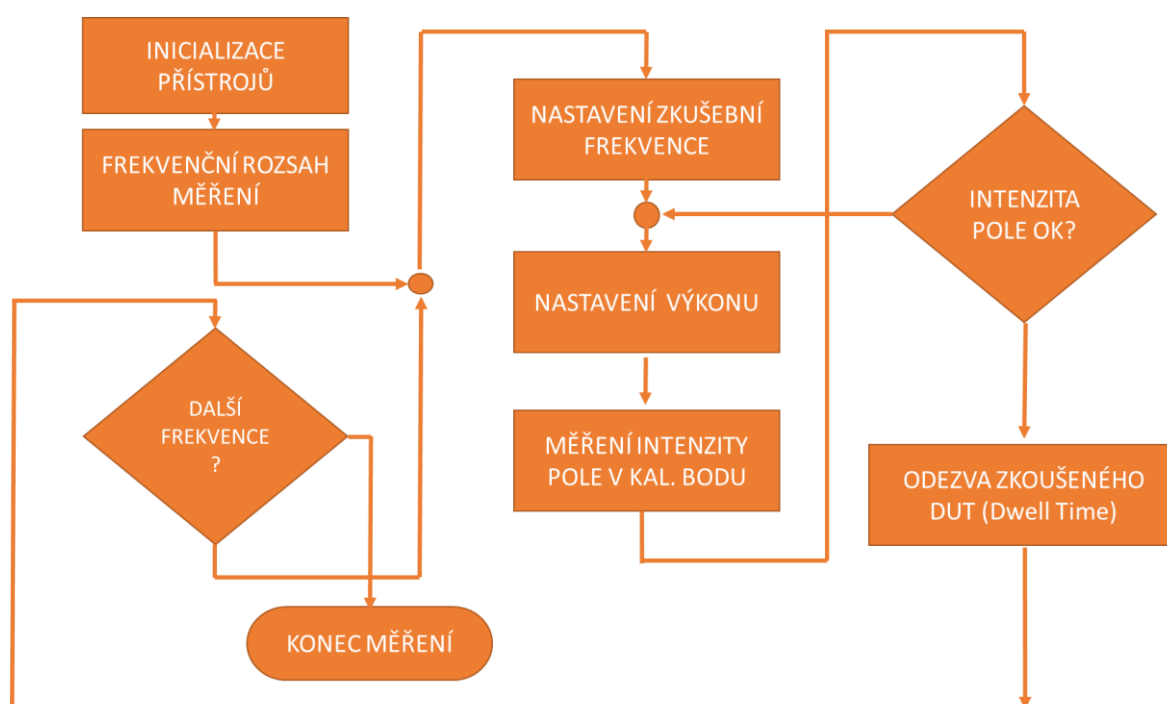 INICIALIZACE
PŘÍSTROJŮ
FREKVENČNÍ ROZSAH
MĚŘENÍ
DALŠÍ
FREKVENCE
?
KONEC MĚŘENÍ
NASTAVENÍ ZKUŠEBNÍ
FREKVENCE
NASTAVENÍ VÝKONU
MĚŘENÍ INTENZITY
POLE V KAL. BODU
INTENZITA
POLE OK?
ODEZVA ZKOUŠENÉHO
DUT (Dwell Time)